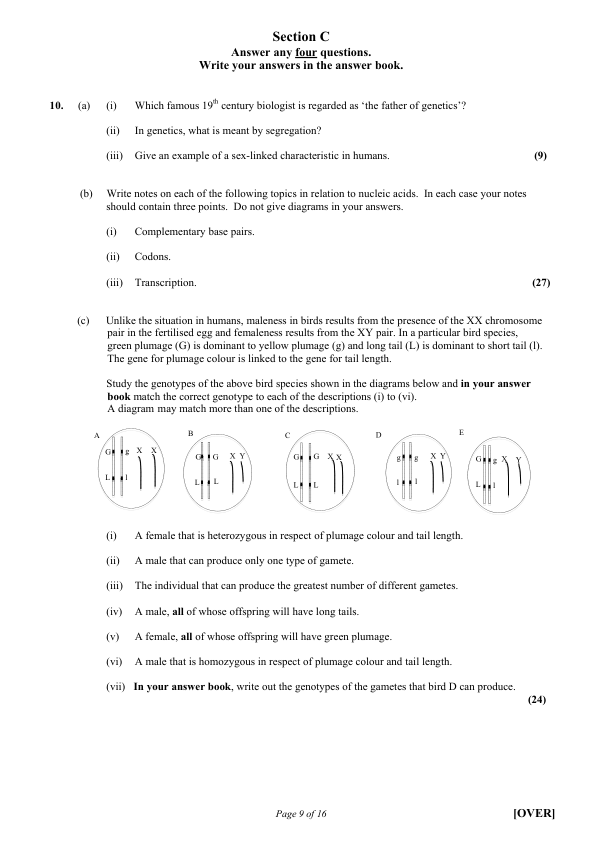 Section C
Answer any four questions.
Write your answers in the answer book.
10. (a) (i) Which famous 19th century biologist is regarded as ‘the father of genetics’?
(ii) In genetics, what is meant by segregation?
(iii) Give an example of a sex-linked characteristic in humans. (9)
(b) Write notes on each of the following topics in relation to nucleic acids. In each case your notes
should contain three points. Do not give diagrams in your answers.
(i) Complementary base pairs.
(ii) Codons.
(iii) Transcription. (27)
(c) Unlike the situation in humans, maleness in birds results from the presence of the XX chromosome
pair in the fertilised egg and femaleness results from the XY pair. In a particular bird species,
green plumage (G) is dominant to yellow plumage (g) and long tail (L) is dominant to short tail (l).
The gene for plumage colour is linked to the gene for tail length.
Study the genotypes of the above bird species shown in the diagrams below and in your answer
book match the correct genotype to each of the descriptions (i) to (vi).
A diagram may match more than one of the descriptions.
A B C D E
G g X X G G X Y G G X X g g X Y G g X Y
L l L L L L l l L l
(i) A female that is heterozygous in respect of plumage colour and tail length.
(ii) A male that can produce only one type of gamete.
(iii) The individual that can produce the greatest number of different gametes.
(iv) A male, all of whose offspring will have long tails.
(v) A female, all of whose offspring will have green plumage.
(vi) A male that is homozygous in respect of plumage colour and tail length.
(vii) In your answer book, write out the genotypes of the gametes that bird D can produce.
(24)
Page 9 of 16 [OVER]